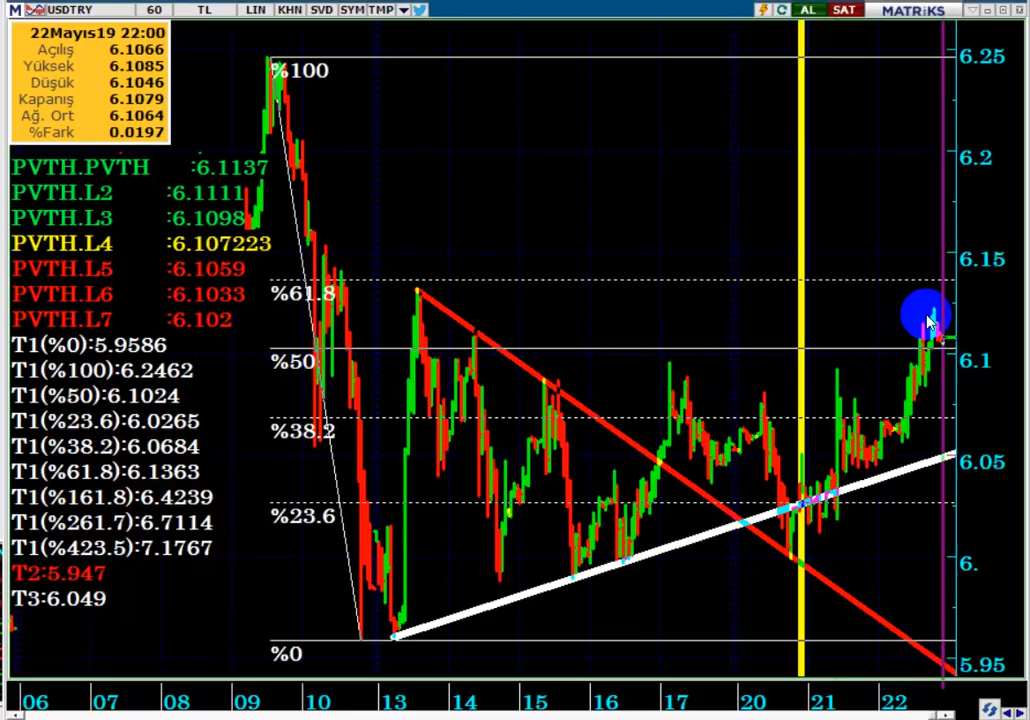 M USDTRY 60 TL LIN KHN SVD SYM TMP AL SAT MATRiKS
22Mayıs19 22:00
Açılış 6.1066
Yüksek 6.1085
Düşük 6.1046
Kapanış 6.1079
Ağ. Ort 6.1064
%Fark 0.0197
PVTH.PVTH :6.1137
PVTH.L2 :6.1111
PVTH.L3 :6.1098
PVTH.L4 :6.107223
PVTH.L5 :6.1059
PVTH.L6 :6.1033
PVTH.L7 :6.102
T1(%0):5.9586
T1(%100):6.2462
T1(%50):6.1024
T1(%23.6):6.0265
T1(%38.2):6.0684
T1(%61.8):6.1363
T1(%161.8):6.4239
T1(%261.7):6.7114
T1(%423.5):7.1767
T2:5.947
T3:6.049
%100
%61.8
%50
%38.2
%23.6
%0
6.25
6.2
6.15
6.1
6.05
6.
5.95
06 07 08 09 10 13 14 15 16 17 20 21 22